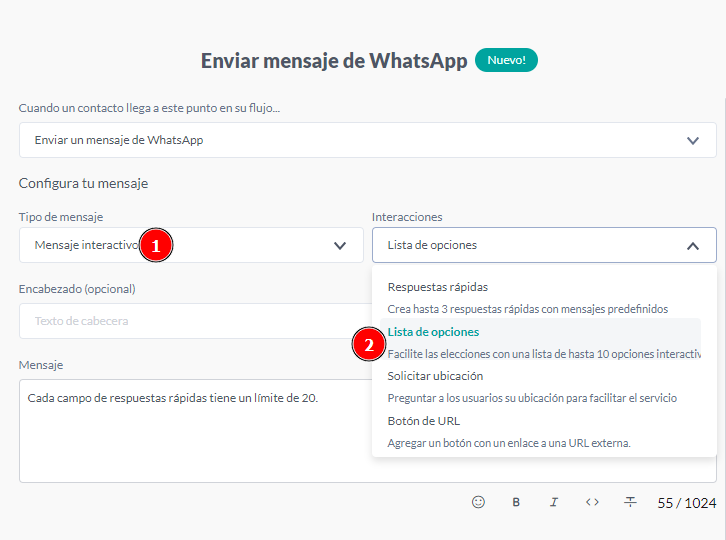 Enviar mensaje de WhatsApp Nuevo!
Cuando un contacto llega a este punto en su flujo...
Enviar un mensaje de WhatsApp
Configura tu mensaje
Tipo de mensaje
Mensaje interactivo 1
Interacciones
Lista de opciones
Respuestas rápidas
Crea hasta 3 respuestas rápidas con mensajes predefinidos
2 Lista de opciones
Facilite las elecciones con una lista de hasta 10 opciones interactiv
Solicitar ubicación
Preguntar a los usuarios su ubicación para facilitar el servicio
Botón de URL
Agregar un botón con un enlace a una URL externa.
Encabezado (opcional)
Texto de cabecera
Mensaje
Cada campo de respuestas rápidas tiene un límite de 20.
B I <> T 55 / 1024